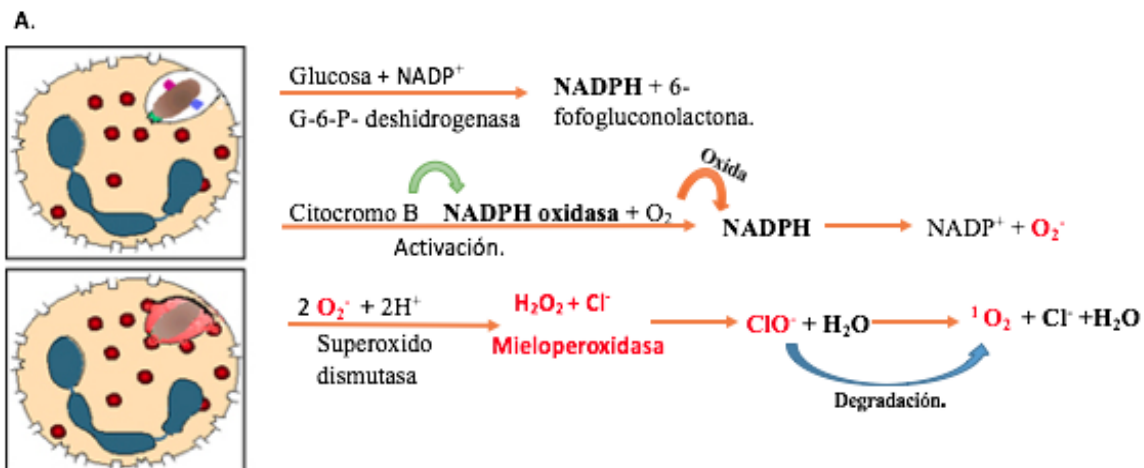 A.
Glucosa + NADP⁺
G-6-P- deshidrogenasa
NADPH + 6-
fofogluconolactona.
Oxida
Citocromo B NADPH oxidasa + O₂
Activación.
NADPH
NADP⁺ + O₂⁻
2 O₂⁻ + 2H⁺
Superoxido
dismutasa
H₂O₂ + Cl⁻
Mieloperoxidasa
ClO⁻ + H₂O
¹O₂ + Cl⁻ +H₂O
Degradación.